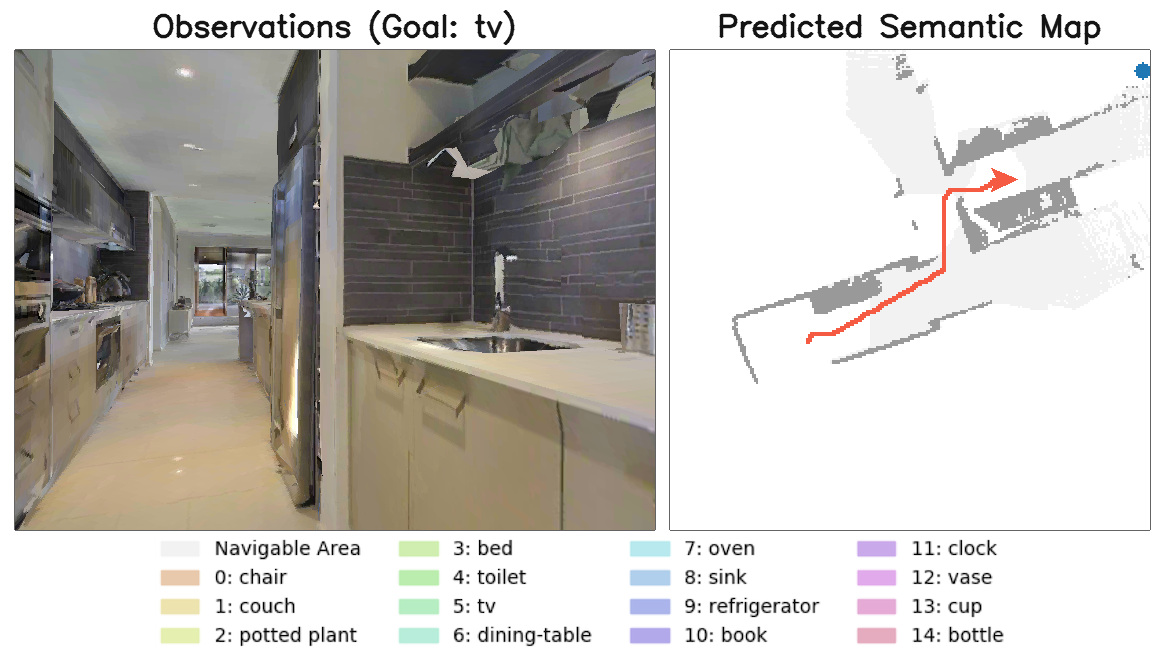 Observations (Goal: tv)
Predicted Semantic Map
Navigable Area
0: chair
1: couch
2: potted plant
3: bed
4: toilet
5: tv
6: dining-table
7: oven
8: sink
9: refrigerator
10: book
11: clock
12: vase
13: cup
14: bottle